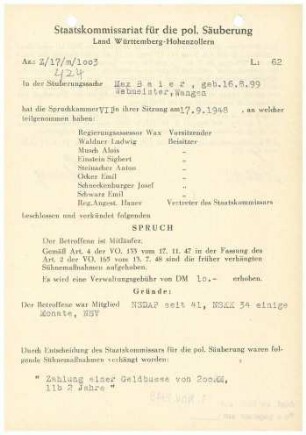 Staatskommissariat für die pol. Säuberung
Land Württemberg-Hohenzollern
Az: Z/17/m/1003 L: 62
424
In der Säuberungssache Max Beier, geb. 16.8.99
Webmeister, Wangen
hat die Spruchkammer VII in ihrer Sitzung am 17.9.1948, an welcher
teilgenommen haben:
Regierungsassessor Wax Vorsitzender
Waldner Ludwig Beisitzer
Musch Alois "
Einstein Sigbert "
Steinacher Anton "
Ocker Emil "
Schneckenburger Josef "
Schwarz Emil "
Reg.Angest. Hauer Vertreter des Staatskommissars
beschlossen und verkündet folgenden
SPRUCH
Der Betroffene ist Mitläufer.
Gemäß Art. 4 der VO. 133 vom 17. 11. 47 in der Fassung des
Art. 2 der VO. 165 vom 13. 7. 48 sind die früher verhängten
Sühnemaßnahmen aufgehoben.
Es wird eine Verwaltungsgebühr von DM 10.- erhoben.
Gründe:
Der Betroffene war Mitglied NSDAP seit 41, NSKK 34 einige
Monate, NSV
Durch Entscheidung des Staatskommissars für die pol. Säuberung waren fol-
gende Sühnemaßnahmen verhängt worden:
" Zahlung einer Geldbusse von 200.
11b 2 Jahre "